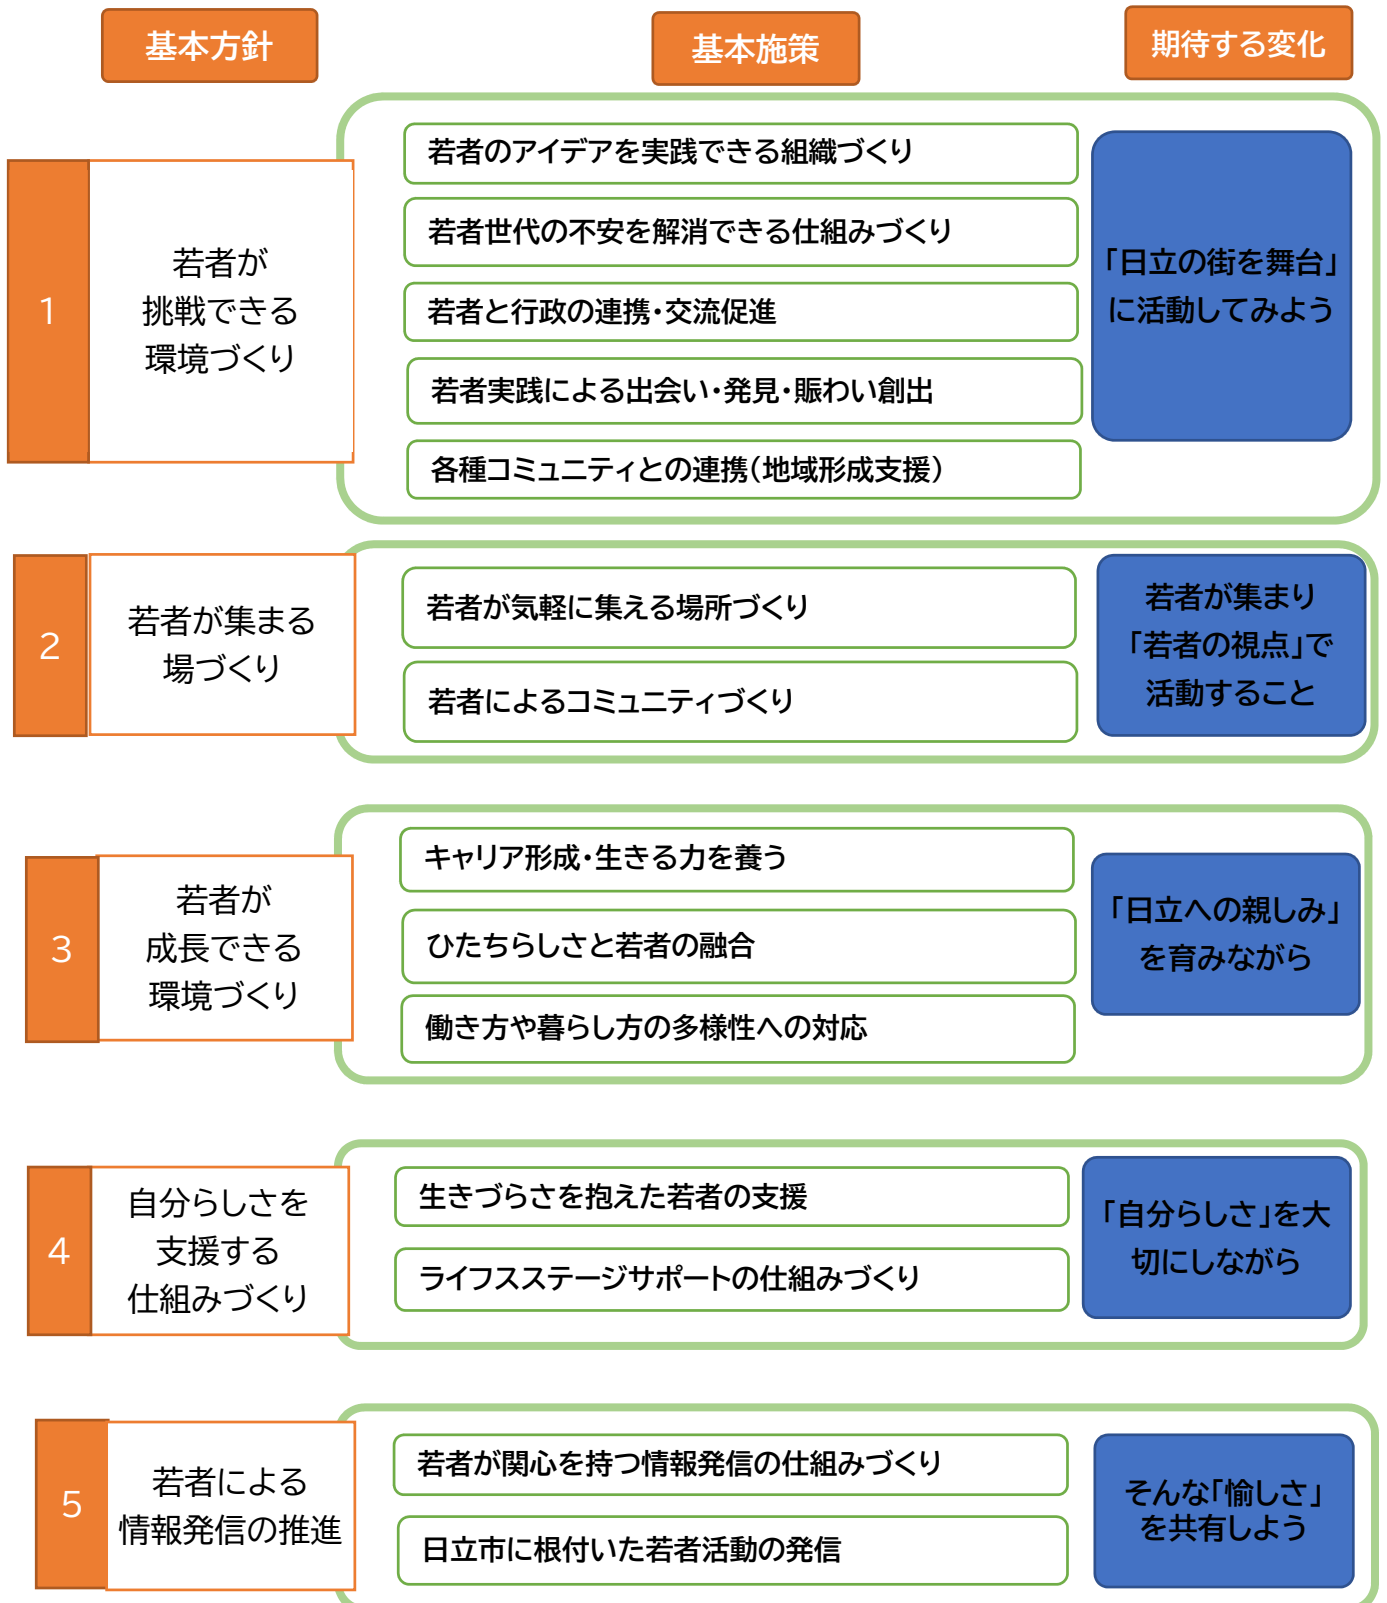 基本方針
基本施策
期待する変化
1
若者が
挑戦できる
環境づくり
若者のアイデアを実践できる組織づくり
若者世代の不安を解消できる仕組みづくり
若者と行政の連携・交流促進
若者実践による出会い・発見・賑わい創出
各種コミュニティとの連携（地域形成支援）
「日立の街を舞台」
に活動してみよう
2
若者が集まる
場づくり
若者が気軽に集える場所づくり
若者によるコミュニティづくり
若者が集まり
「若者の視点」で
活動すること
3
若者が
成長できる
環境づくり
キャリア形成・生きる力を養う
ひたちらしさと若者の融合
働き方や暮らし方の多様性への対応
「日立への親しみ」
を育みながら
4
自分らしさを
支援する
仕組みづくり
生きづらさを抱えた若者の支援
ライフスステージサポートの仕組みづくり
「自分らしさ」を大
切にしながら
5
若者による
情報発信の推進
若者が関心を持つ情報発信の仕組みづくり
日立市に根付いた若者活動の発信
そんな「愉しさ」
を共有しよう